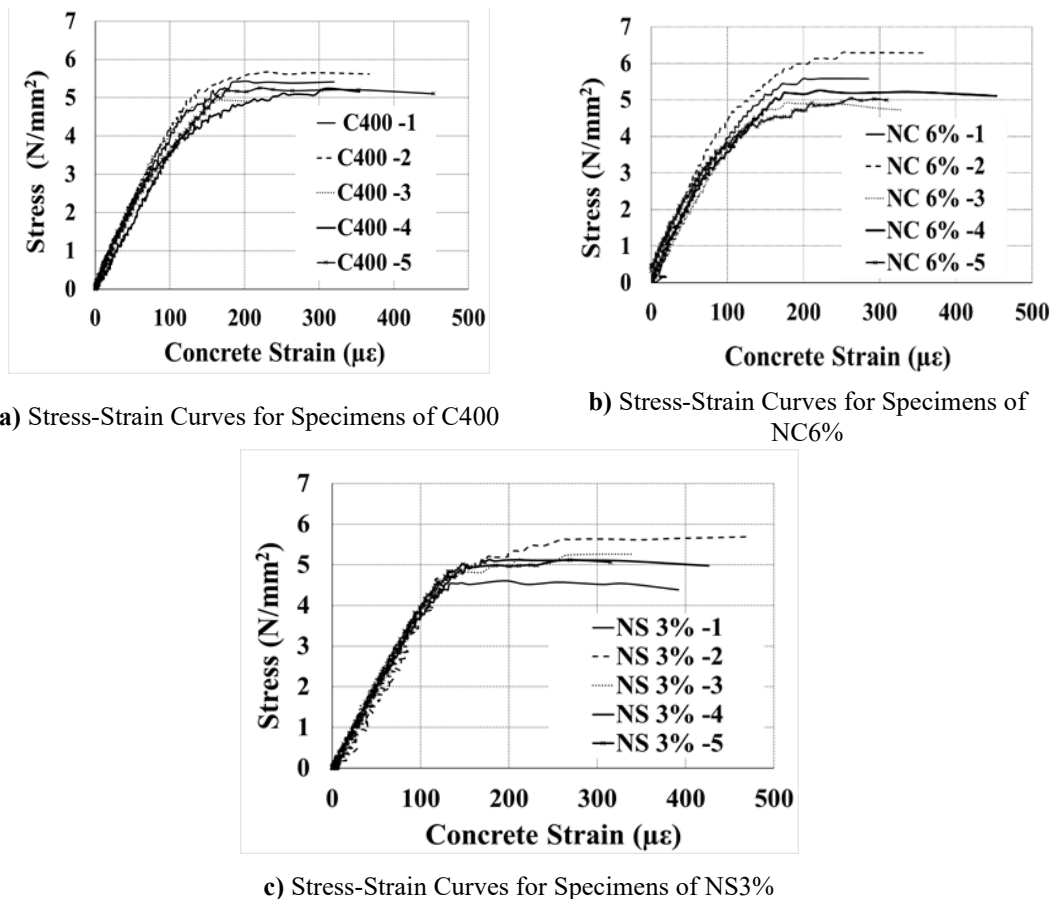 7
6
5
4
3
2
1
0
Stress (N/mm²)
C400 -1
C400 -2
C400 -3
C400 -4
C400 -5
0 100 200 300 400 500
Concrete Strain (µε)
a) Stress-Strain Curves for Specimens of C400
7
6
5
4
3
2
1
0
Stress (N/mm²)
NC 6% -1
NC 6% -2
NC 6% -3
NC 6% -4
NC 6% -5
0 100 200 300 400 500
Concrete Strain (µε)
b) Stress-Strain Curves for Specimens of
NC6%
7
6
5
4
3
2
1
0
Stress (N/mm²)
NS 3% -1
NS 3% -2
NS 3% -3
NS 3% -4
NS 3% -5
0 100 200 300 400 500
Concrete Strain (µε)
c) Stress-Strain Curves for Specimens of NS3%